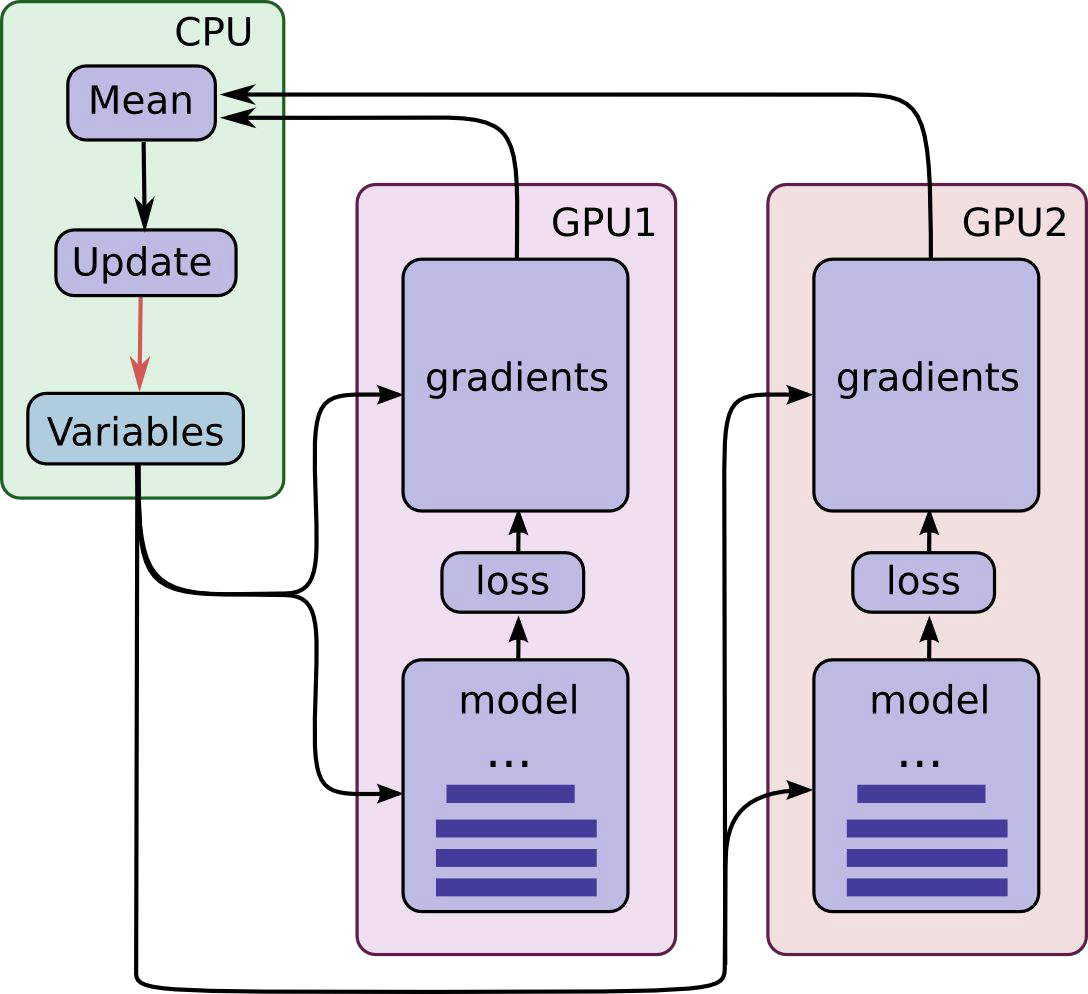 CPU
Mean
Update
Variables
GPU1
gradients
loss
model
...
GPU2
gradients
loss
model
...